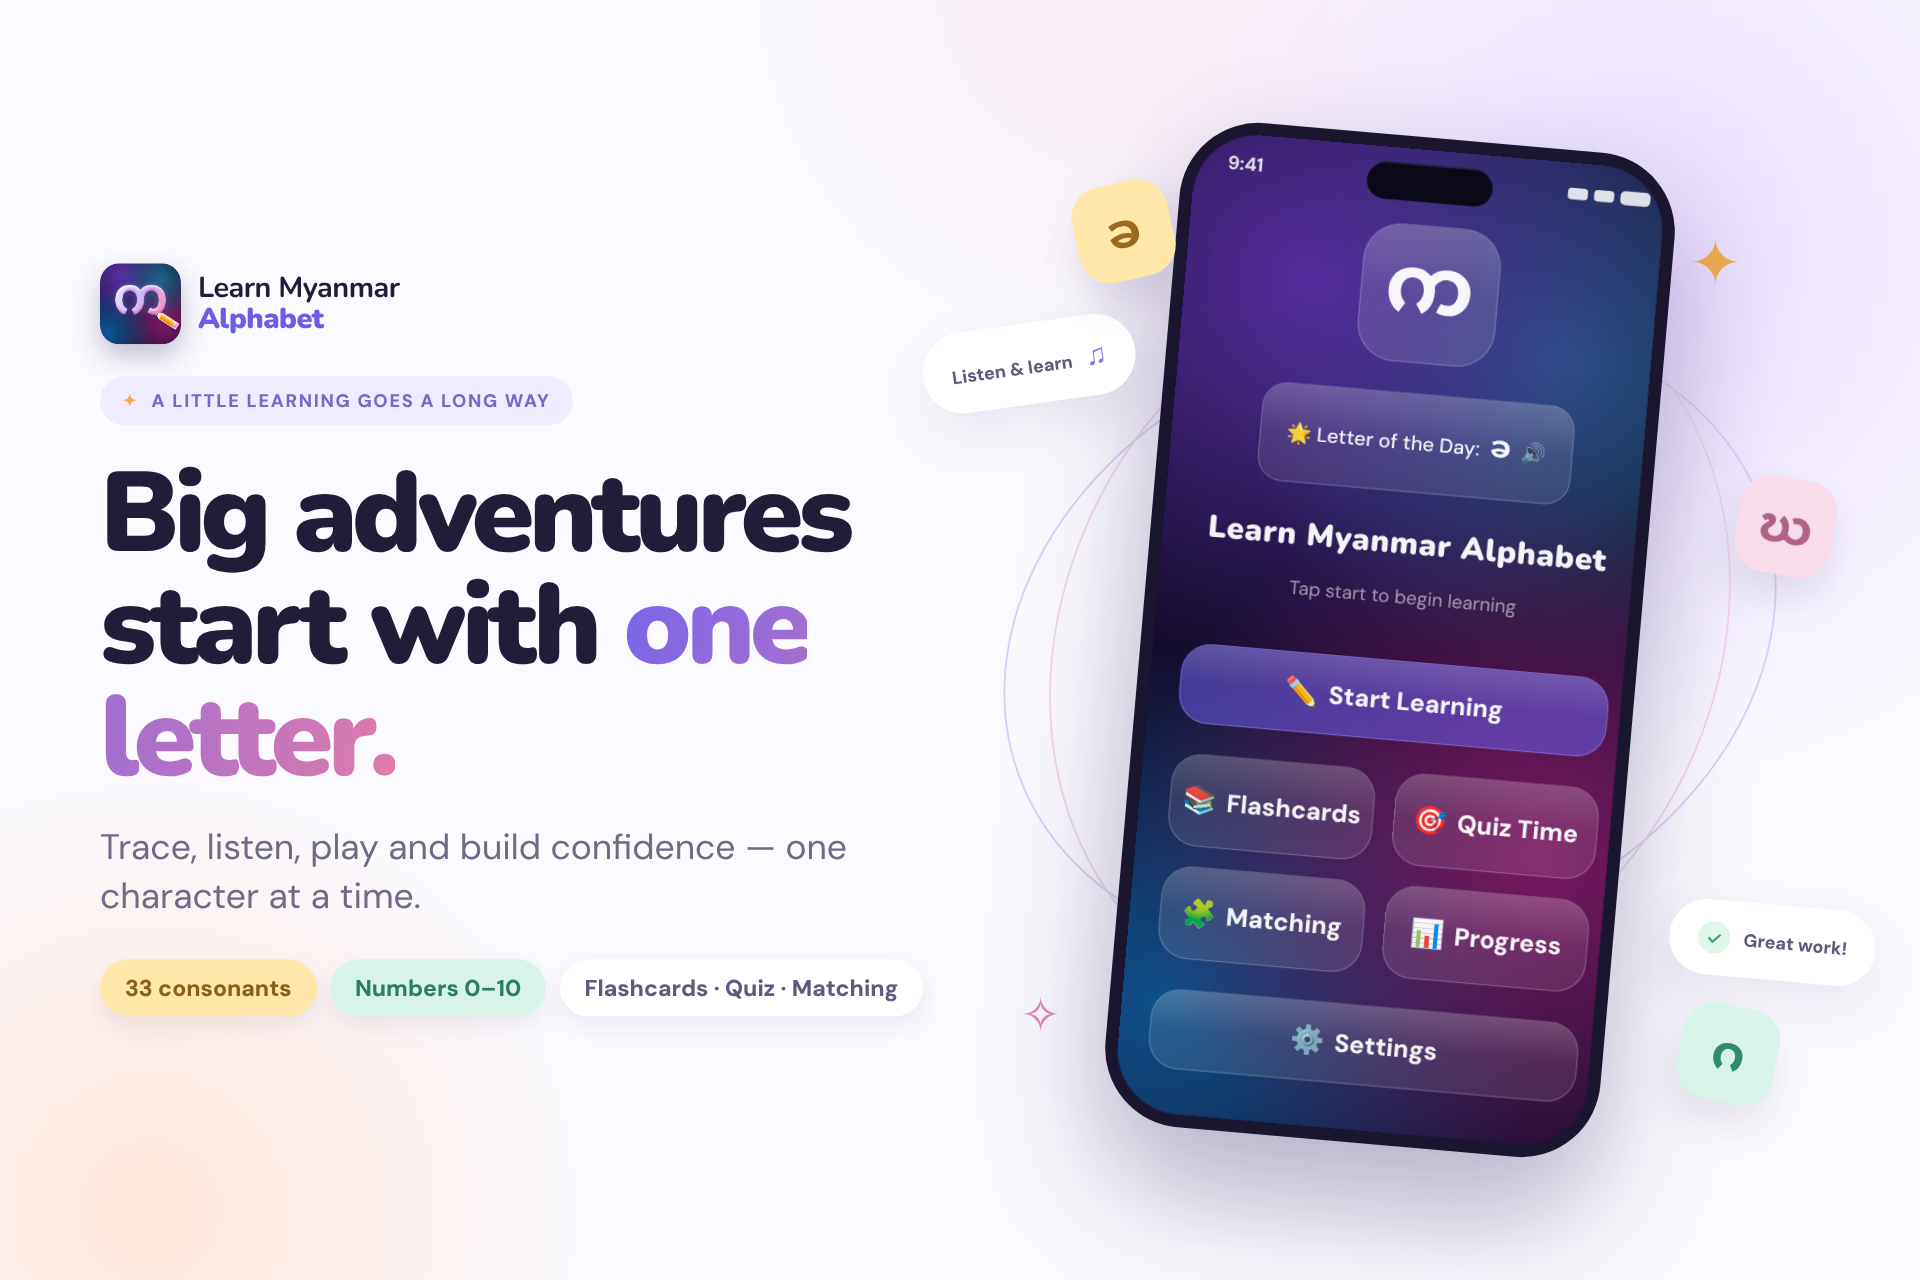 Learn Myanmar
Alphabet
A LITTLE LEARNING GOES A LONG WAY
Big adventures
start with one
letter.
Trace, listen, play and build confidence — one
character at a time.
33 consonants
Numbers 0–10
Flashcards · Quiz · Matching
Listen & learn
9:41
က
🌟 Letter of the Day: ခ 🔊
Learn Myanmar Alphabet
Tap start to begin learning
✏️ Start Learning
📚 Flashcards
🎯 Quiz Time
🧩 Matching
📊 Progress
⚙️ Settings
Great work!